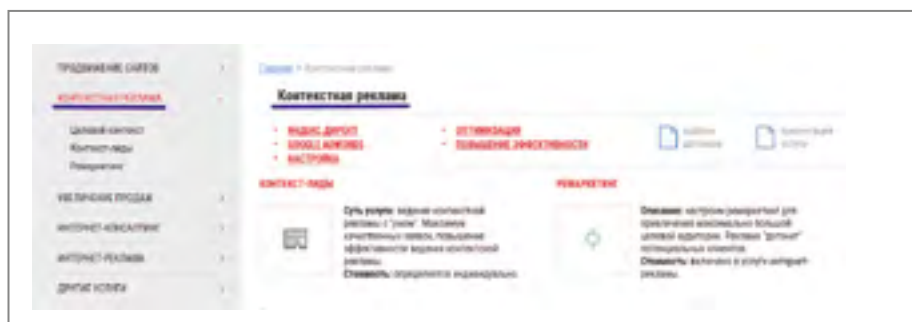 ПРОДВИЖЕНИЕ САЙТОВ
КОНТЕКСТНАЯ РЕКЛАМА
Целевой контекст
Контекст-лиды
Ремаркетинг
УВЕЛИЧЕНИЕ ПРОДАЖ
ИНТЕРНЕТ-КОНСАЛТИНГ
ИНТЕРНЕТ-РЕКЛАМА
ДРУГИЕ УСЛУГИ
Главная > Контекстная реклама
Контекстная реклама
ЯНДЕКС ДИРЕКТ
GOOGLE ADWORDS
НАСТРОЙКА
ОПТИМИЗАЦИЯ
ПОВЫШЕНИЕ ЭФФЕКТИВНОСТИ
КОНТЕКСТ-ЛИДЫ
Суть услуги: ведение контекстной
рекламы с "умом". Максимум
качественных заявок, повышение
эффективности ведения контекстной
рекламы.
Стоимость: определяется индивидуально.
РЕМАРКЕТИНГ
Описание: настроим ремаркетинг для
привлечения максимально большой
целевой аудитории. Реклама "догонит"
потенциальных клиентов.
Стоимость: включено в услуги интернет-
рекламы.